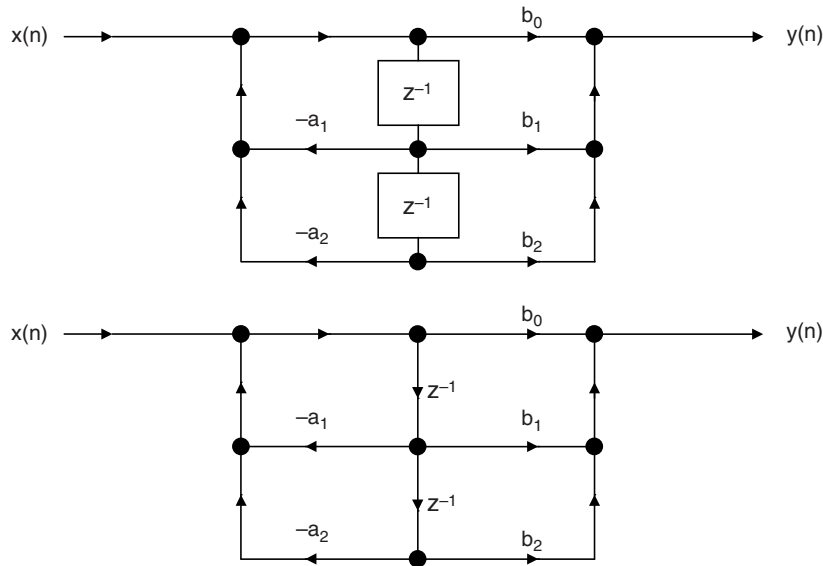 x(n) b₀ y(n)
z⁻¹
–a₁ b₁
z⁻¹
–a₂ b₂
x(n) b₀ y(n)
z⁻¹
–a₁ b₁
z⁻¹
–a₂ b₂